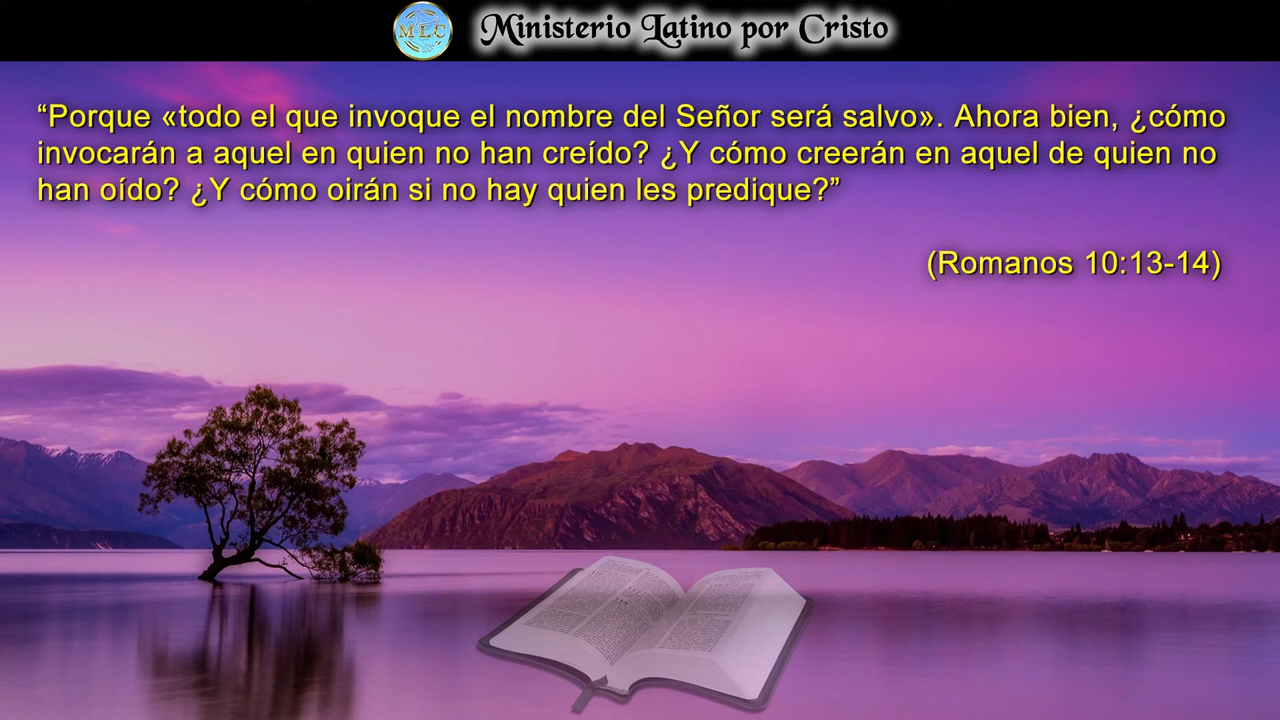 MLC
Ministerio Latino por Cristo
“Porque «todo el que invoque el nombre del Señor será salvo». Ahora bien, ¿cómo
invocarán a aquel en quien no han creído? ¿Y cómo creerán en aquel de quien no
han oído? ¿Y cómo oirán si no hay quien les predique?”
(Romanos 10:13-14)